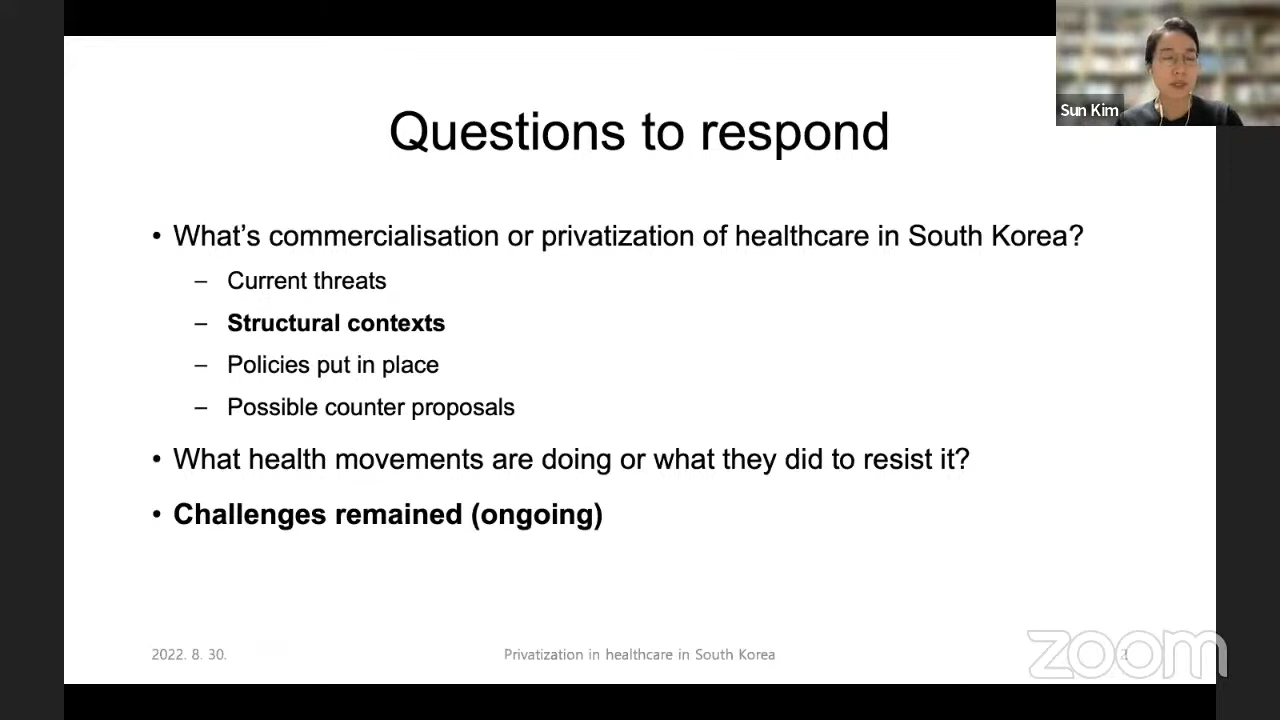 Sun Kim
Questions to respond
• What's commercialisation or privatization of healthcare in South Korea?
– Current threats
– Structural contexts
– Policies put in place
– Possible counter proposals
• What health movements are doing or what they did to resist it?
• Challenges remained (ongoing)
2022. 8. 30.
Privatization in healthcare in South Korea
2
zoom